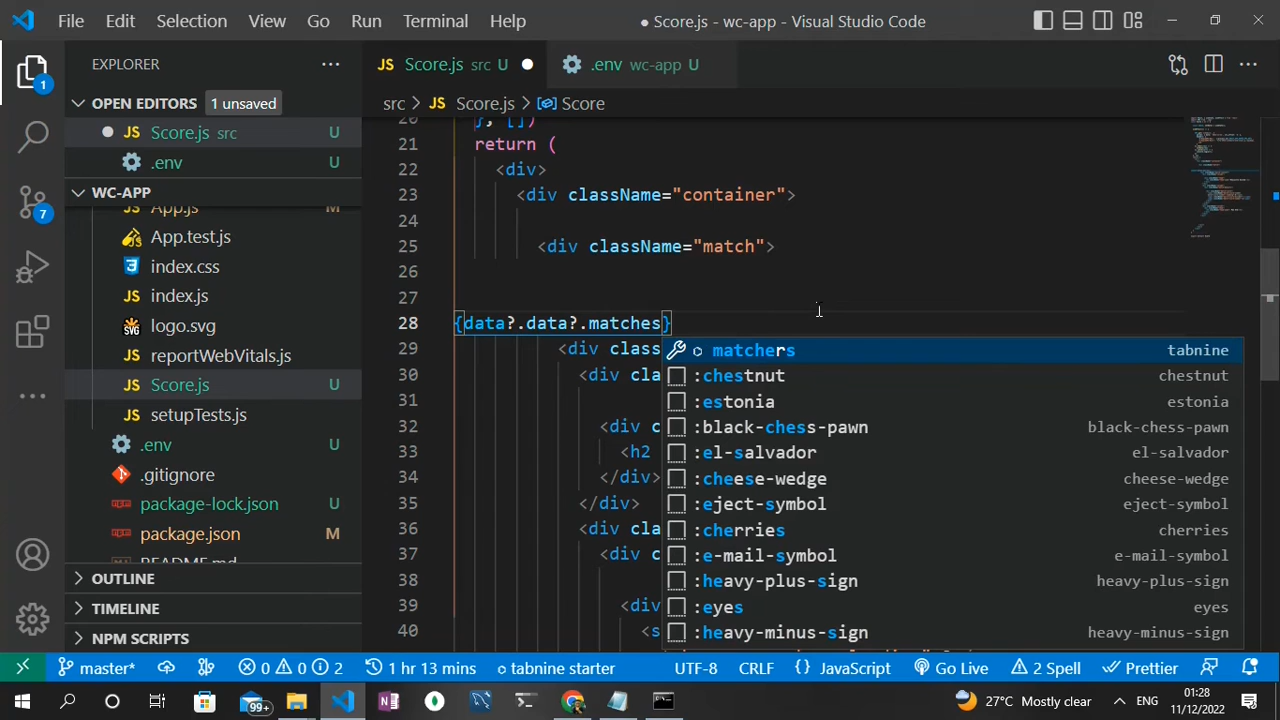 File Edit Selection View Go Run Terminal Help
● Score.js - wc-app - Visual Studio Code
EXPLORER
OPEN EDITORS 1 unsaved
JS Score.js src U
.env U
WC-APP
App.js M
App.test.js
index.css
index.js
logo.svg
reportWebVitals.js
Score.js U
setupTests.js
.env U
.gitignore
package-lock.json U
package.json M
README.md
OUTLINE
TIMELINE
NPM SCRIPTS
1
7
JS Score.js src U ●
.env wc-app U
src > JS Score.js > Score
20 }, [])
21 return (
22 <div>
23 <div className="container">
24
25 <div className="match">
26
27
28 {data?.data?.matches}
29 <div class
30 <div cla
31
32 <div c
33 <h2
34 </div>
35 </div>
36 <div cla
37 <div c
38
39 <div
40 <s
matchers tabnine
:chestnut chestnut
:estonia estonia
:black-chess-pawn black-chess-pawn
:el-salvador el-salvador
:cheese-wedge cheese-wedge
:eject-symbol eject-symbol
:cherries cherries
:e-mail-symbol e-mail-symbol
:heavy-plus-sign heavy-plus-sign
:eyes eyes
:heavy-minus-sign heavy-minus-sign
master* 0 0 2 1 hr 13 mins tabnine starter UTF-8 CRLF {} JavaScript Go Live 2 Spell Prettier
99+ 27°C Mostly clear ENG 01:28
11/12/2022